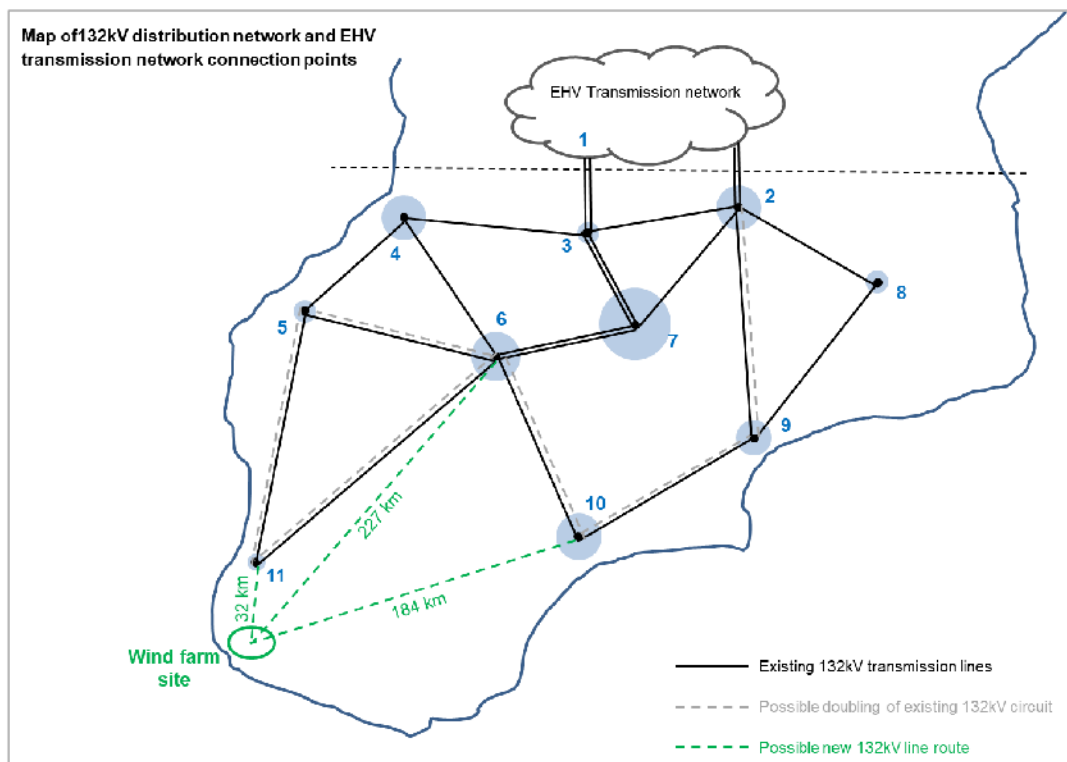 Map of132kV distribution network and EHV
transmission network connection points
EHV Transmission network
1
2
3
4
5
6
7
8
9
10
11
227 km
184 km
32 km
Wind farm
site
Existing 132kV transmission lines
Possible doubling of existing 132kV circuit
Possible new 132kV line route